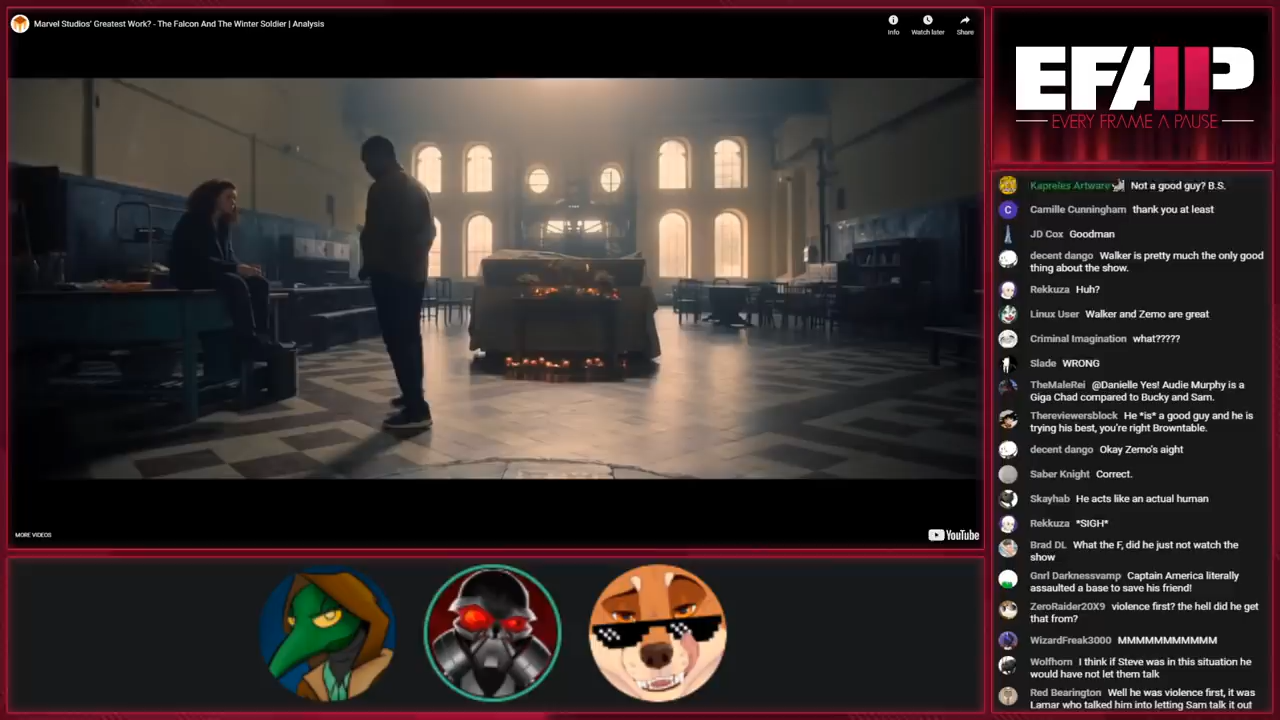 Marvel Studios' Greatest Work? - The Falcon And The Winter Soldier | Analysis
Info
Watch later
Share
MORE VIDEOS
YouTube
EFAP
EVERY FRAME A PAUSE
Kapreles Artware Not a good guy? B.S.
C
Camille Cunningham thank you at least
JD Cox Goodman
decent dango Walker is pretty much the only good
thing about the show.
Rekkuza Huh?
Linux User Walker and Zemo are great
Criminal Imagination what?????
Slade WRONG
TheMaleRei @Danielle Yes! Audie Murphy is a
Giga Chad compared to Bucky and Sam.
Thereviewersblock He *is* a good guy and he is
trying his best, you're right Browntable.
decent dango Okay Zemo's aight
Saber Knight Correct.
Skayhab He acts like an actual human
Rekkuza *SIGH*
Brad DL What the F, did he just not watch the
show
Gnrl Darknessvamp Captain America literally
assaulted a base to save his friend!
ZeroRaider20X9 violence first? the hell did he get
that from?
WizardFreak3000 MMMMMMMMMMM
Wolfhorn I think if Steve was in this situation he
would have not let them talk
Red Bearington Well he was violence first, it was
Lamar who talked him into letting Sam talk it out